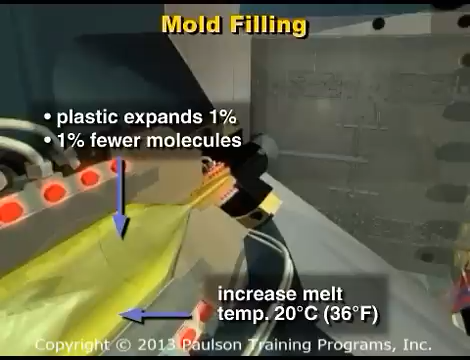 Mold Filling
• plastic expands 1%
• 1% fewer molecules
increase melt
temp. 20°C (36°F)
Copyright © 2013 Paulson Training Programs, Inc.